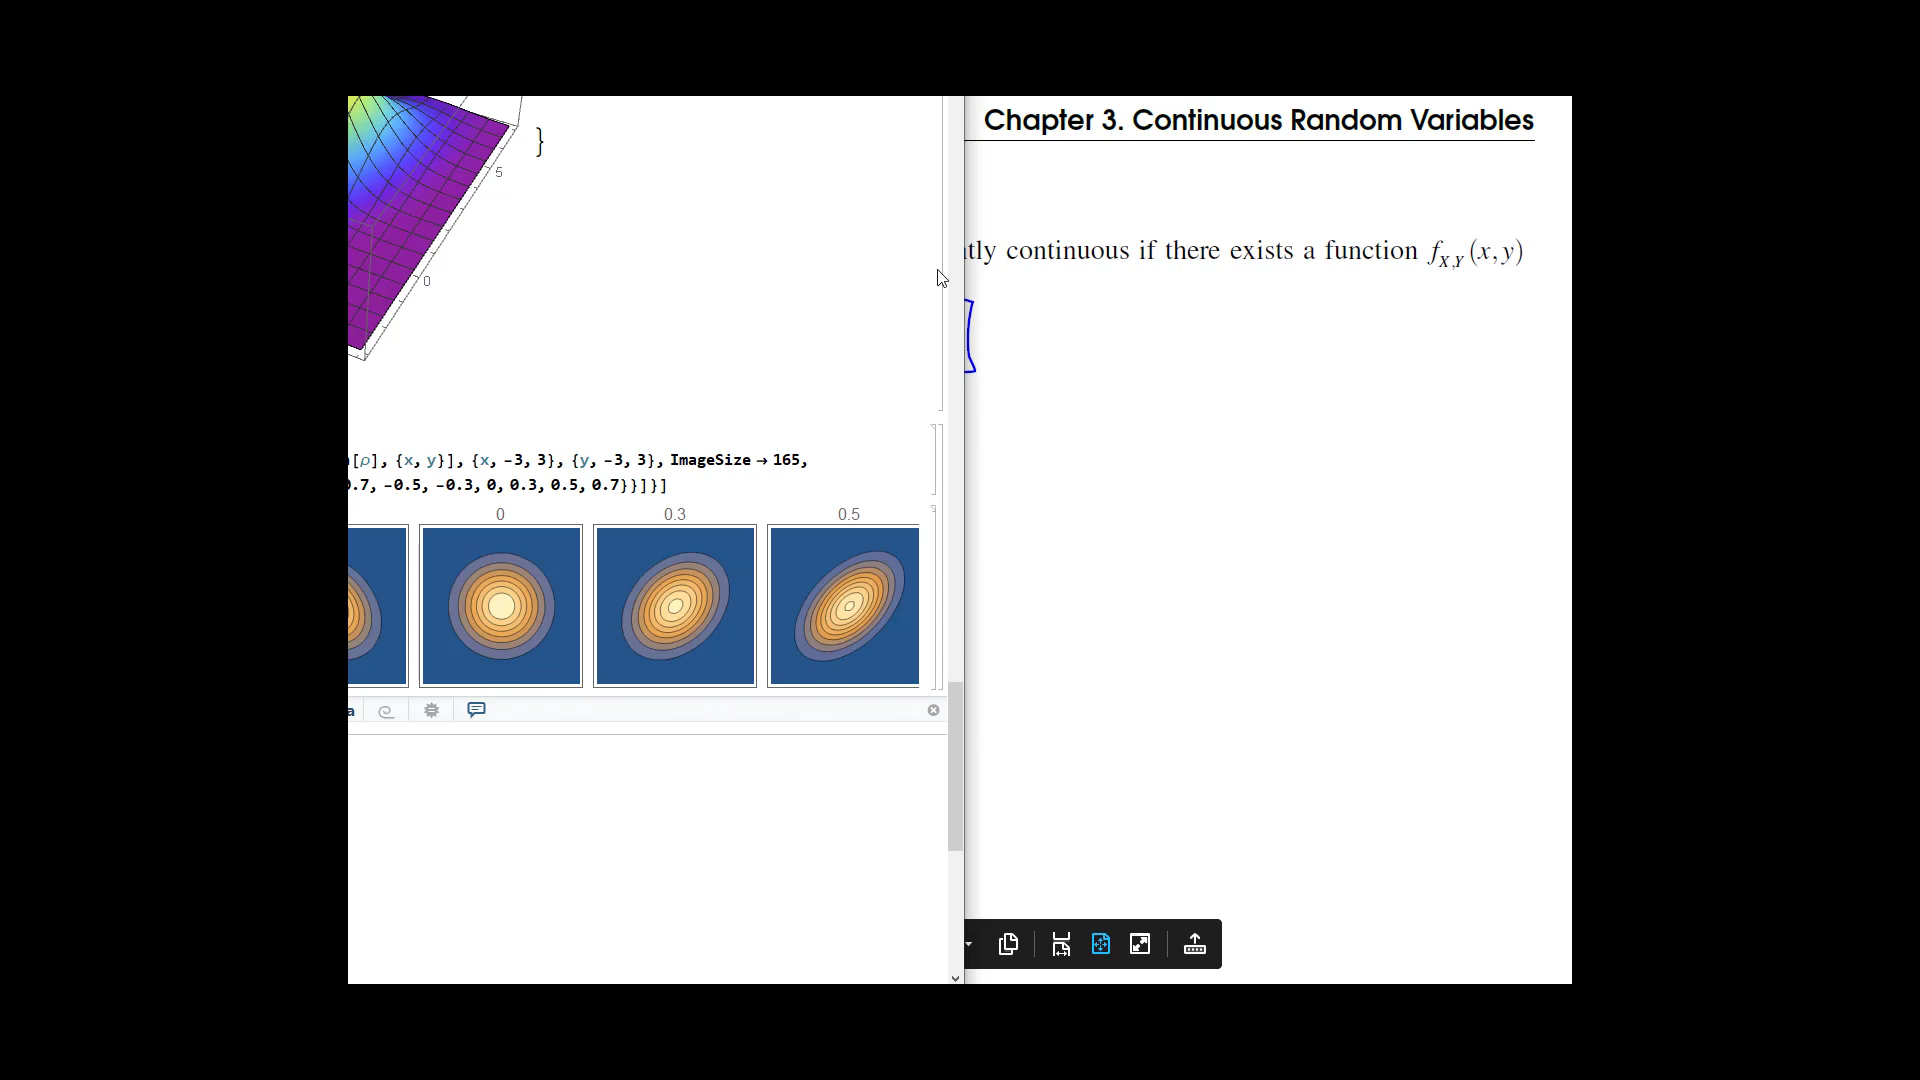 Chapter 3. Continuous Random Variables
}
5
0
tly continuous if there exists a function f_{X,Y}(x,y)
[ρ], {x, y}], {x, -3, 3}, {y, -3, 3}, ImageSize → 165,
.7, -0.5, -0.3, 0, 0.3, 0.5, 0.7}}]}]
0 0.3 0.5
a